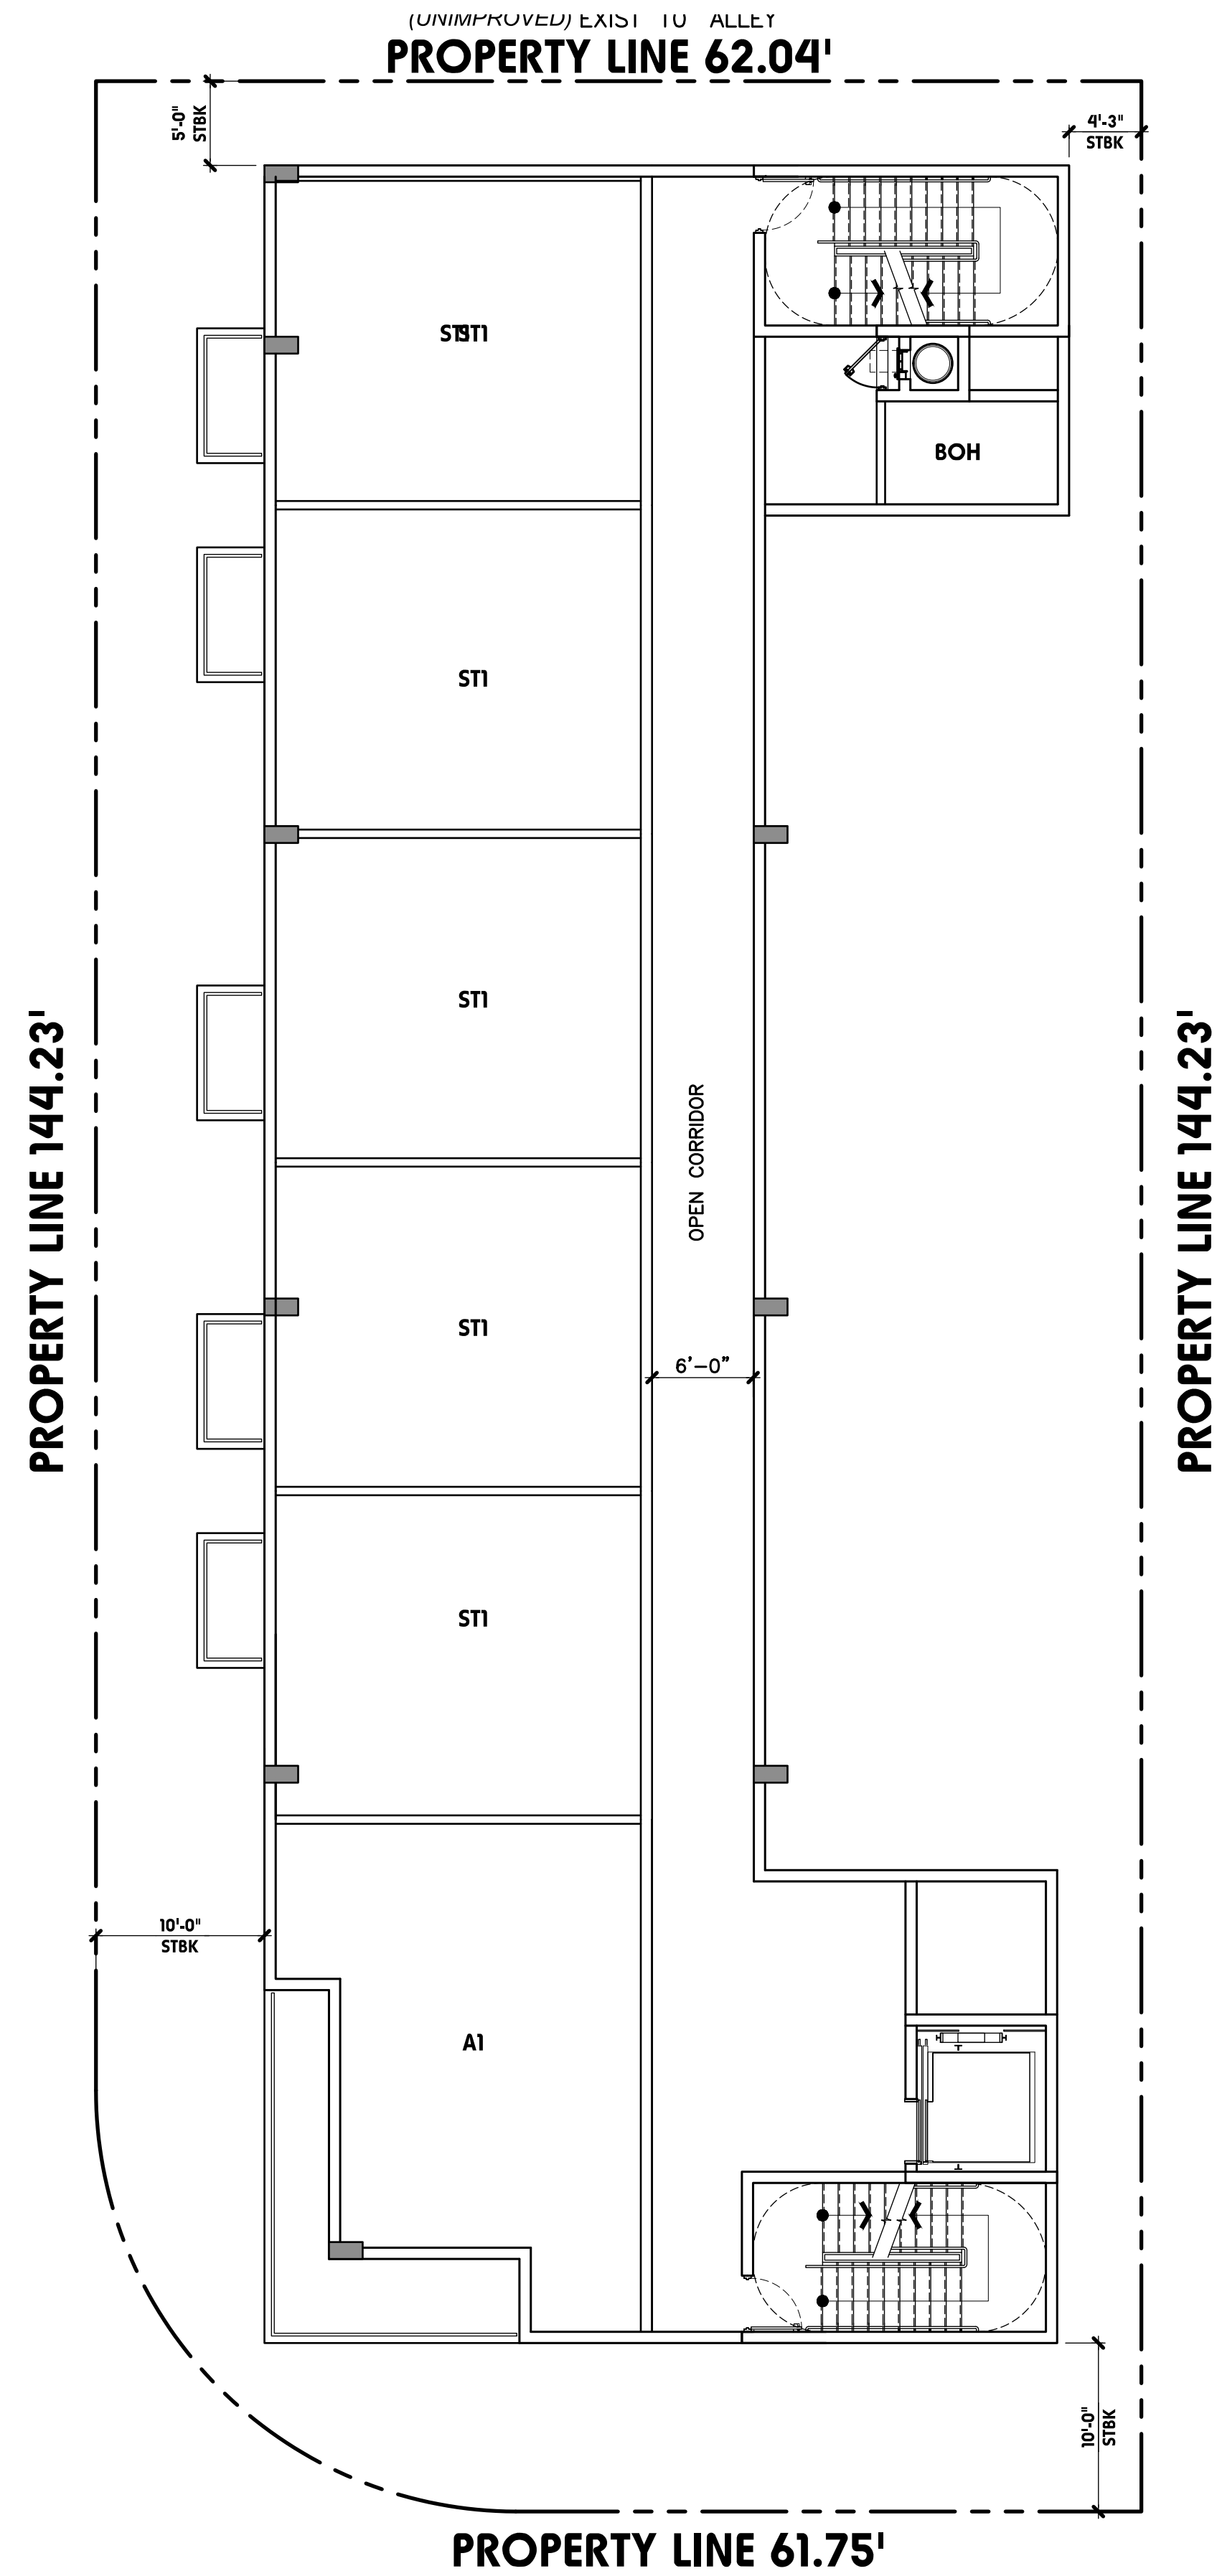 (UNIMPROVED) EXIST TO ALLEY
PROPERTY LINE 62.04'
5'-0"
STBK
4'-3"
STBK
ST1
ST1
BOH
ST1
ST1
OPEN CORRIDOR
PROPERTY LINE 144.23'
PROPERTY LINE 144.23'
ST1
6'-0"
ST1
10'-0"
STBK
A1
10'-0"
STBK
PROPERTY LINE 61.75'